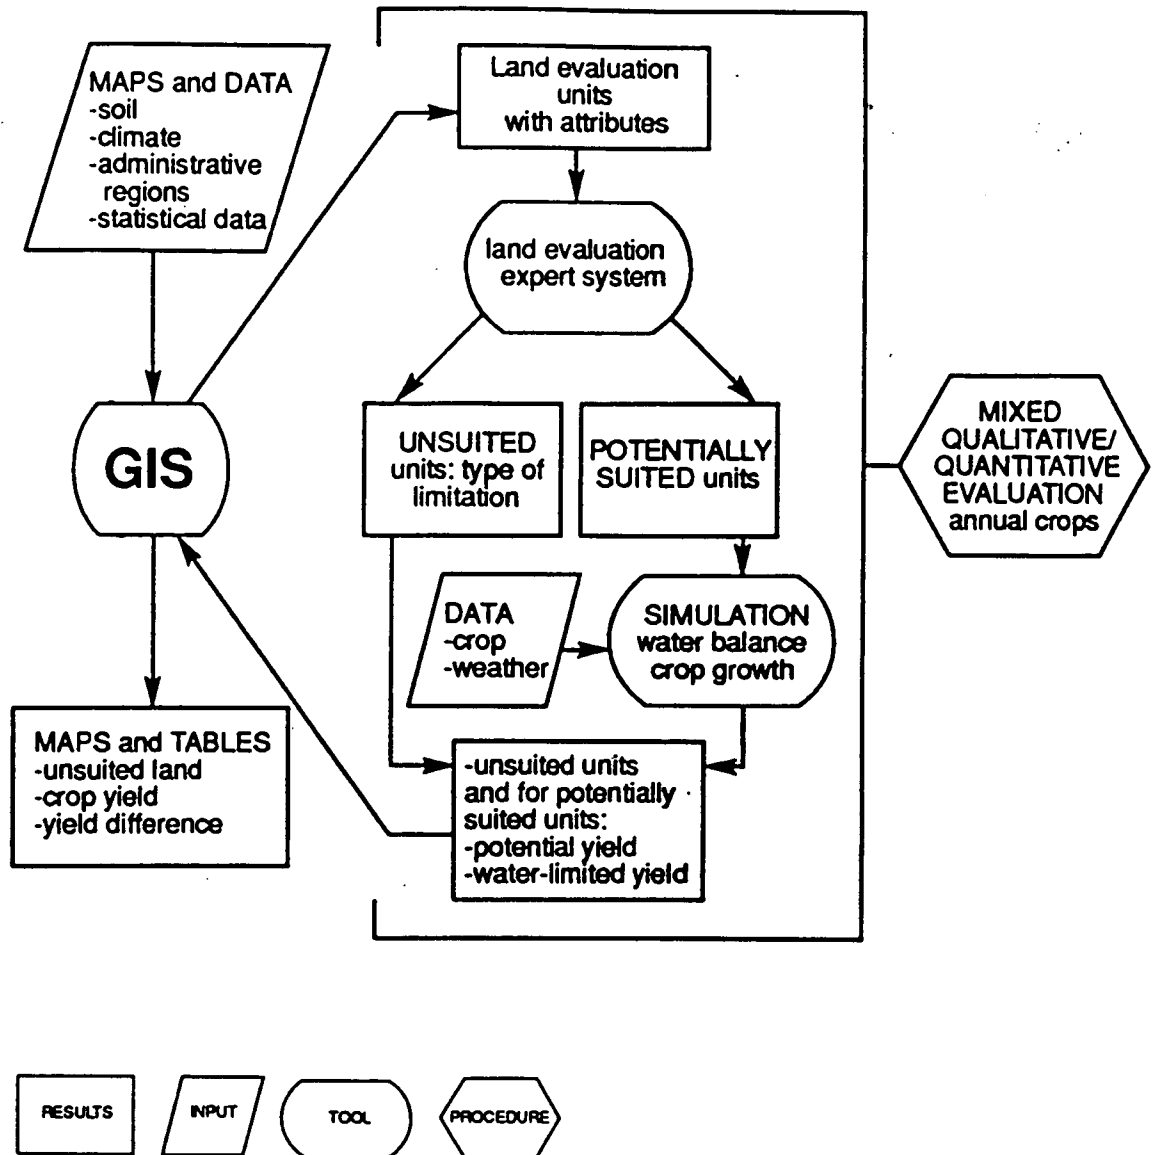 MAPS and DATA
-soil
-climate
-administrative
regions
-statistical data
GIS
MAPS and TABLES
-unsuited land
-crop yield
-yield difference
Land evaluation
units
with attributes
land evaluation
expert system
UNSUITED
units: type of
limitation
POTENTIALLY
SUITED units
DATA
-crop
-weather
SIMULATION
water balance
crop growth
-unsuited units
and for potentially
suited units:
-potential yield
-water-limited yield
MIXED
QUALITATIVE/
QUANTITATIVE
EVALUATION
annual crops
RESULTS
INPUT
TOOL
PROCEDURE